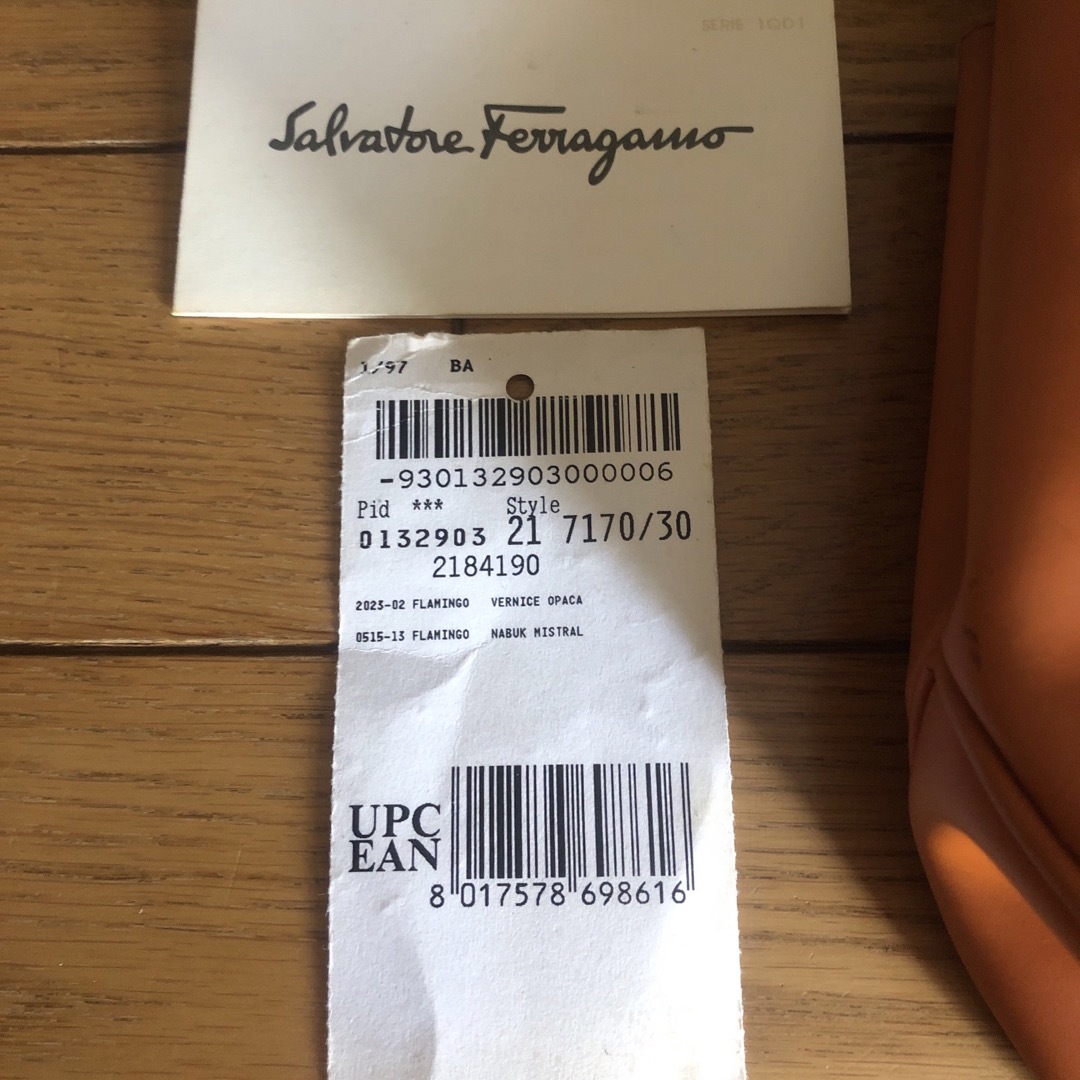 SERIE 1QD1
Salvatore Ferragamo
1/97 BA
-930132903000006
Pid *** Style
0132903 21 7170/30
2184190
2023-02 FLAMINGO VERNICE OPACA
0515-13 FLAMINGO NABUK MISTRAL
UPC
EAN
8 017578 698616